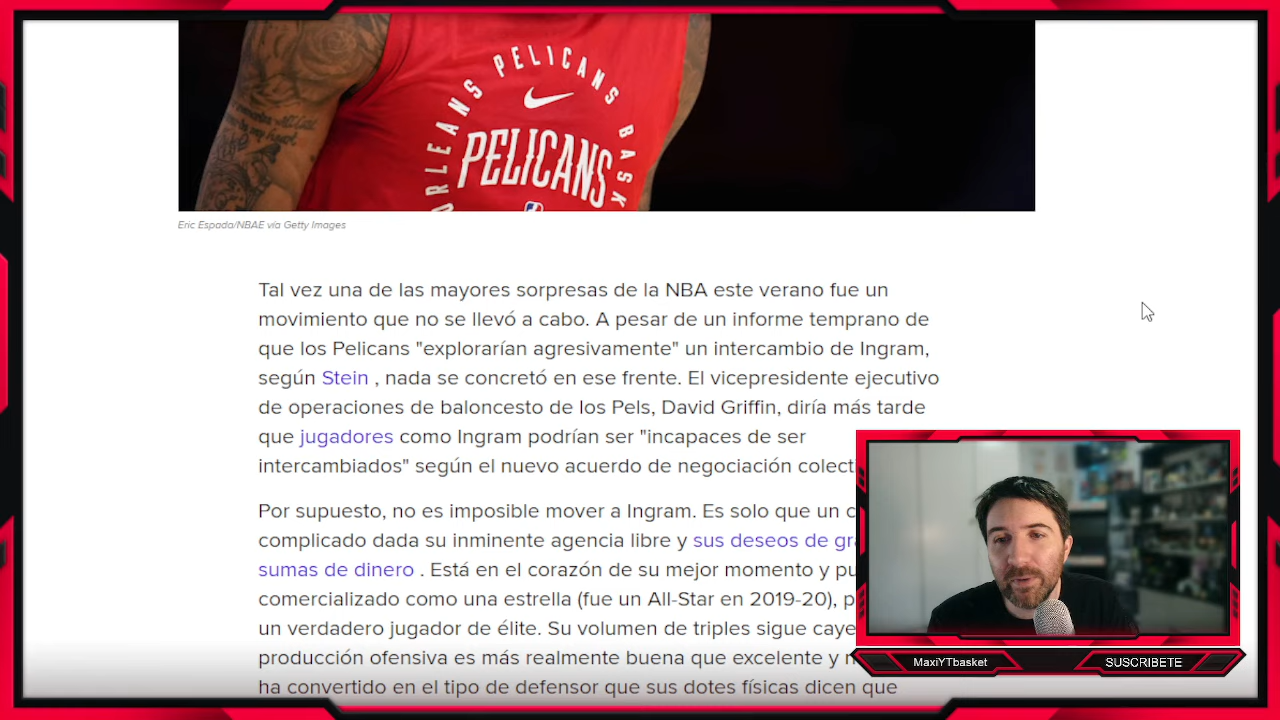 ORLEANS PELICANS BASK
PELICANS
Eric Espada/NBAE vía Getty Images
Tal vez una de las mayores sorpresas de la NBA este verano fue un
movimiento que no se llevó a cabo. A pesar de un informe temprano de
que los Pelicans "explorarían agresivamente" un intercambio de Ingram,
según Stein , nada se concretó en ese frente. El vicepresidente ejecutivo
de operaciones de baloncesto de los Pels, David Griffin, diría más tarde
que jugadores como Ingram podrían ser "incapaces de ser
intercambiados" según el nuevo acuerdo de negociación colecti
Por supuesto, no es imposible mover a Ingram. Es solo que un c
complicado dada su inminente agencia libre y sus deseos de gra
sumas de dinero . Está en el corazón de su mejor momento y pu
comercializado como una estrella (fue un All-Star en 2019-20), p
un verdadero jugador de élite. Su volumen de triples sigue caye
producción ofensiva es más realmente buena que excelente y n
ha convertido en el tipo de defensor que sus dotes físicas dicen que
MaxiYTbasket
SUSCRIBETE